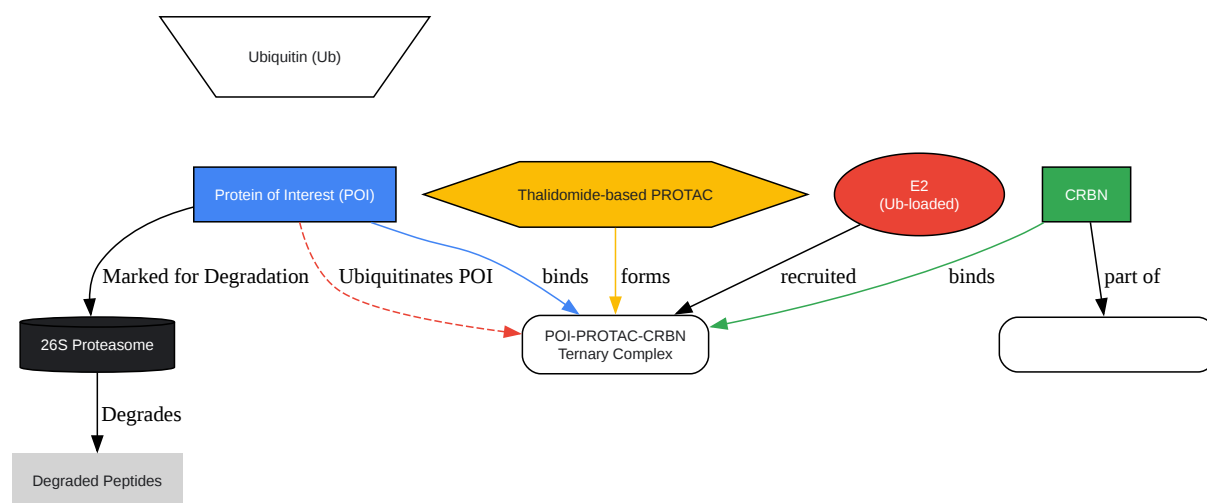 Ubiquitin (Ub)
Protein of Interest (POI)
Thalidomide-based PROTAC
E2
(Ub-loaded)
CRBN
Marked for Degradation
Ubiquitinates POI
binds
forms
recruited
binds
part of
26S Proteasome
POI-PROTAC-CRBN
Ternary Complex
Degrades
Degraded Peptides